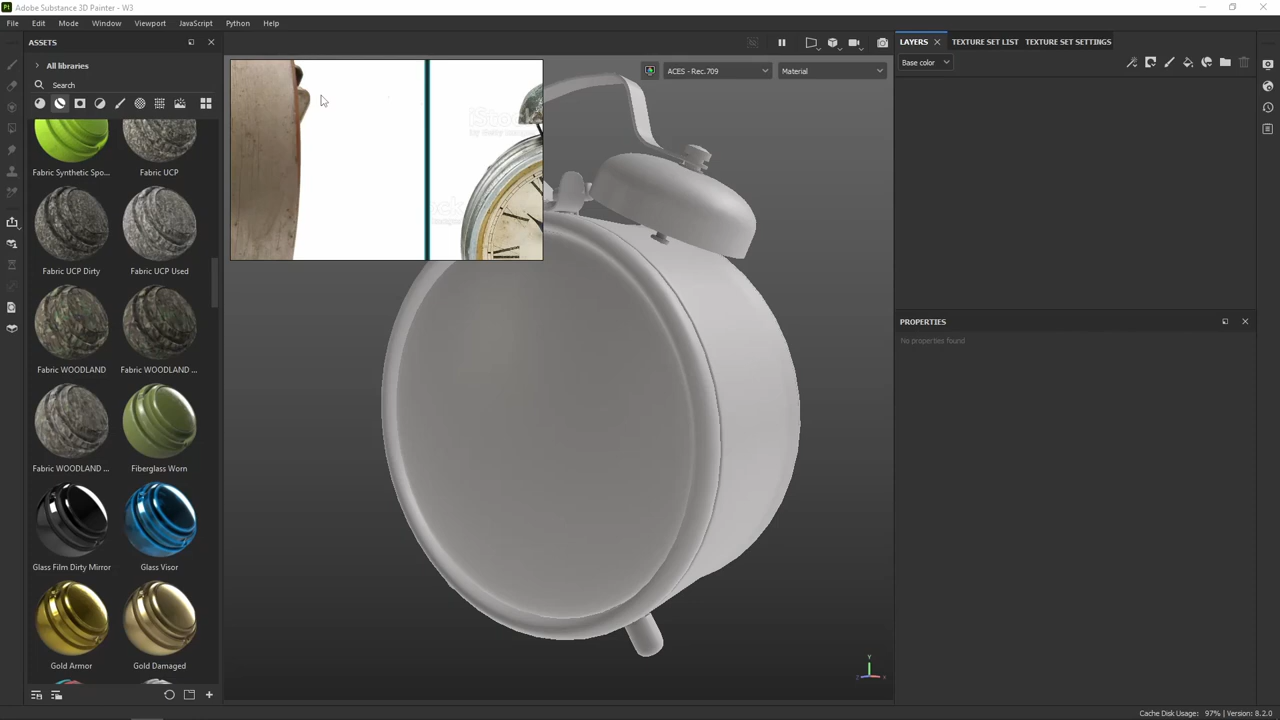 Adobe Substance 3D Painter - W3
File Edit Mode Window Viewport JavaScript Python Help
ASSETS
All libraries
Search
Fabric Synthetic Spo...
Fabric UCP
Fabric UCP Dirty
Fabric UCP Used
Fabric WOODLAND
Fabric WOODLAND ...
Fabric WOODLAND ...
Fiberglass Worn
Glass Film Dirty Mirror
Glass Visor
Gold Armor
Gold Damaged
iStock
ACES - Rec.709
Material
LAYERS
TEXTURE SET LIST
TEXTURE SET SETTINGS
Base color
PROPERTIES
No properties found
Y
Z
X
Cache Disk Usage: 97% | Version: 8.2.0